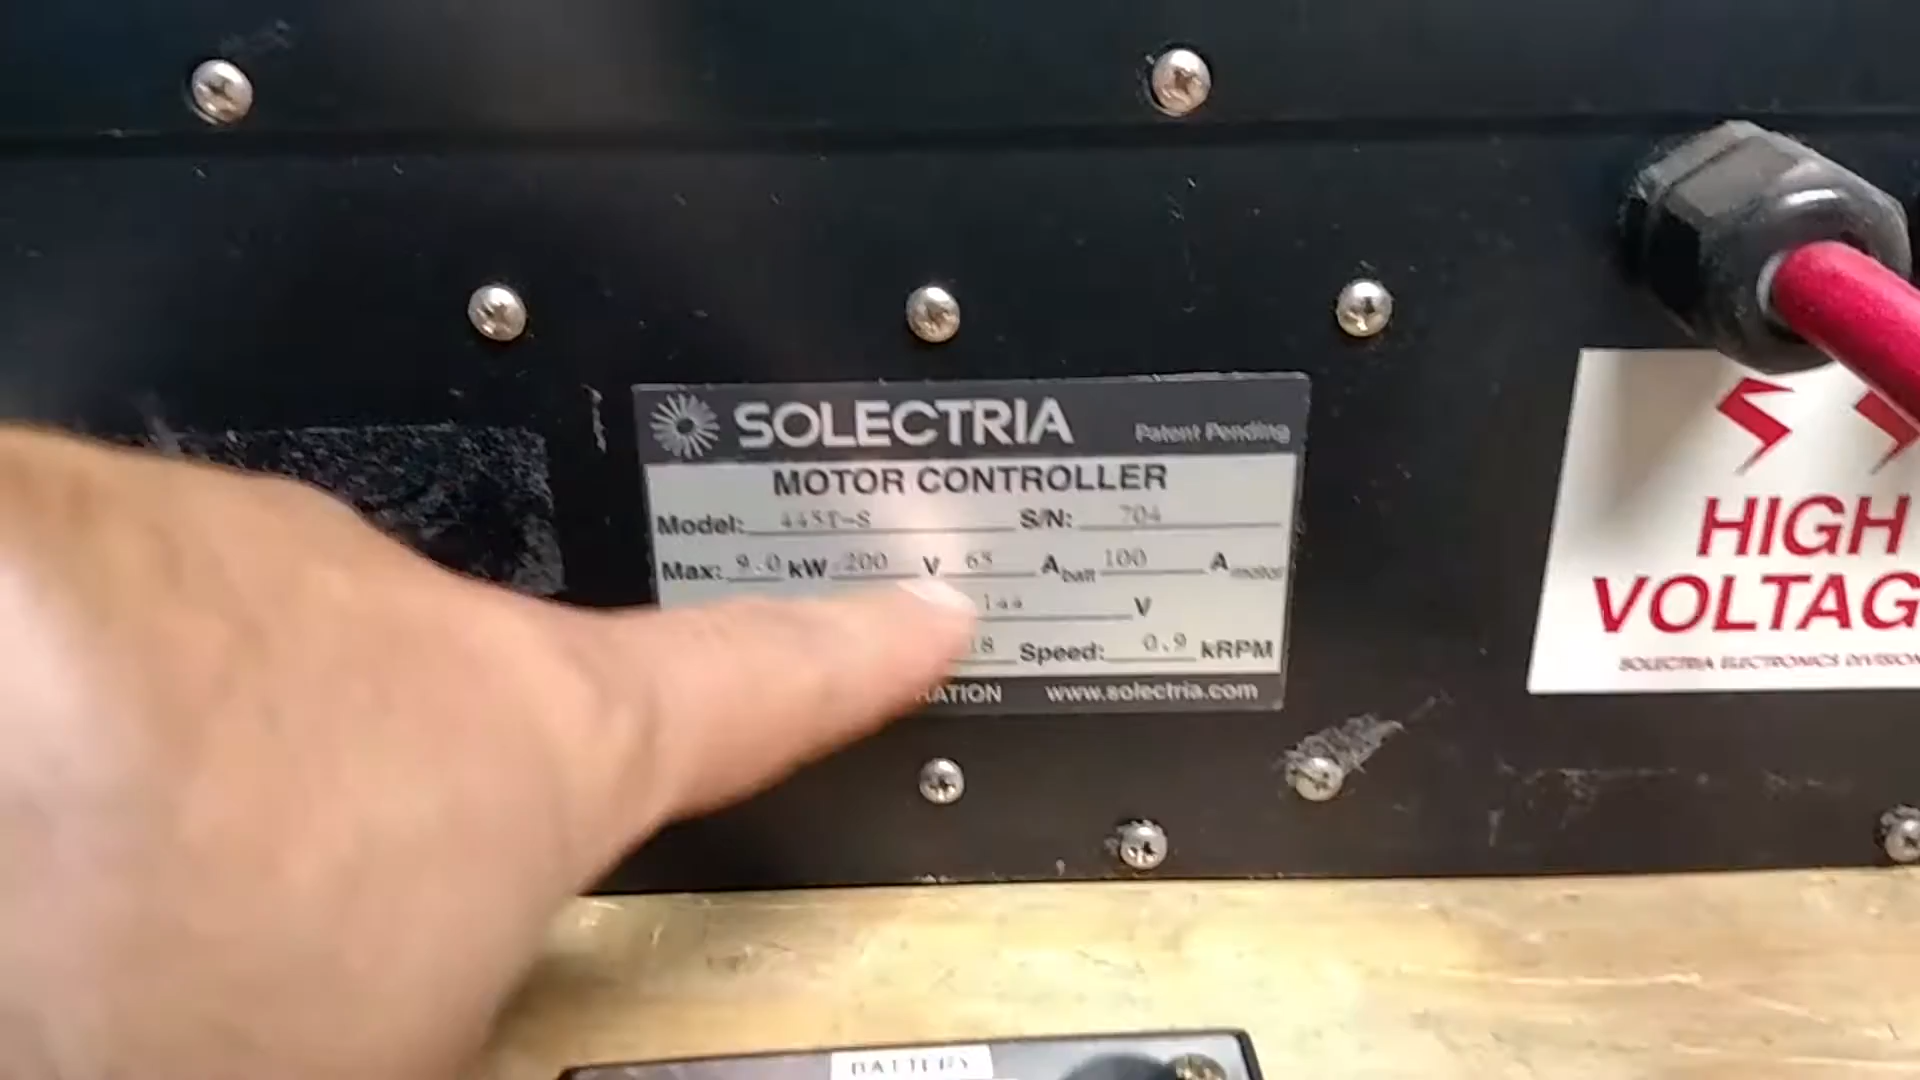 SOLECTRIA Patent Pending
MOTOR CONTROLLER
Model: 445T-S S/N: 704
Max: 9.0 kW 200 V 65 A batt 100 A motor
144 V
18 Speed: 0.9 kRPM
RATION www.solectria.com
HIGH
VOLTAG
SOLECTRIA ELECTRONICS DIVISION
BATTERY